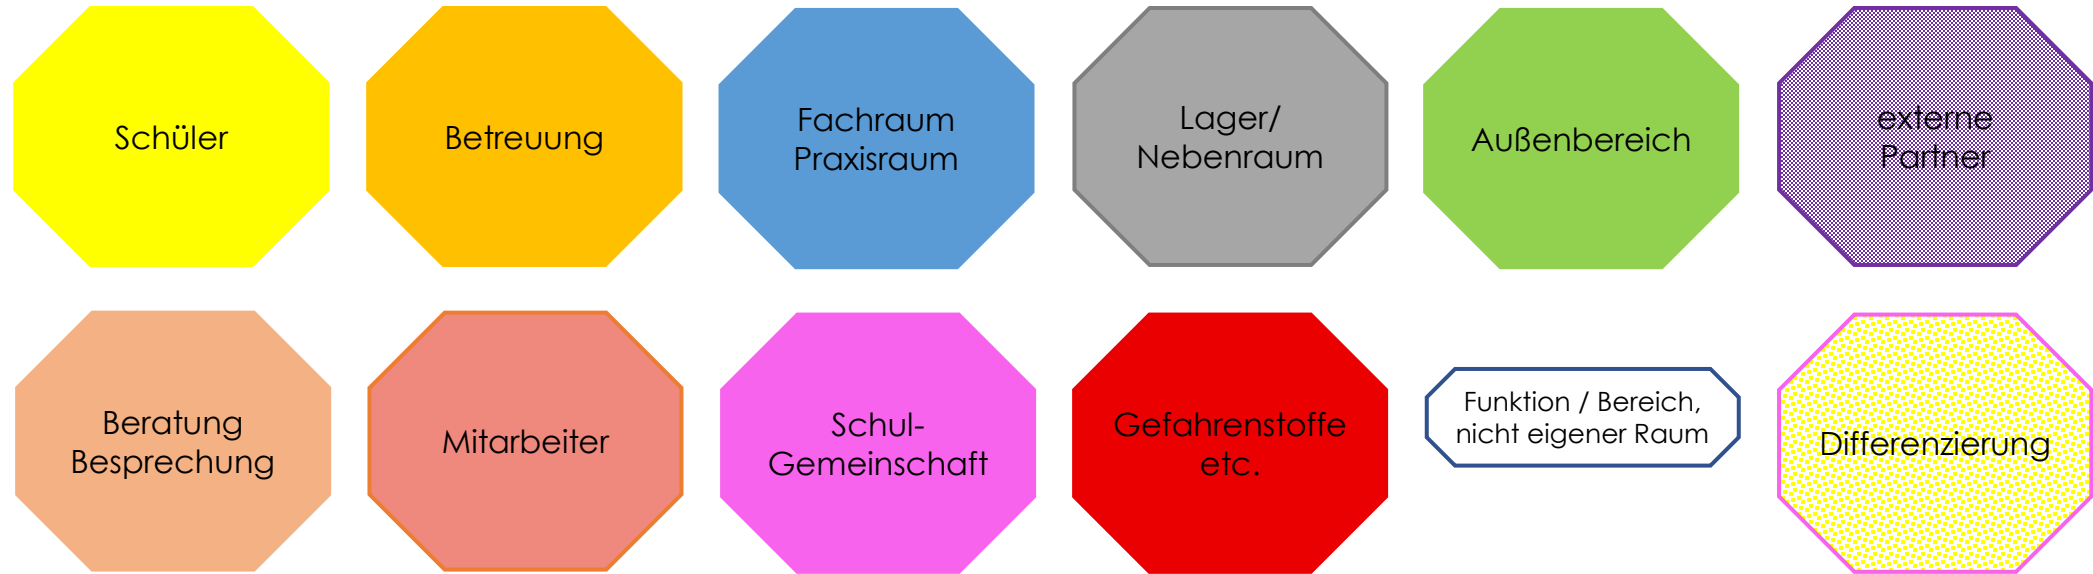 Schüler
Betreuung
Fachraum
Praxisraum
Lager/
Nebenraum
Außenbereich
externe
Partner
Beratung
Besprechung
Mitarbeiter
Schul-
Gemeinschaft
Gefahrenstoffe
etc.
Funktion / Bereich,
nicht eigener Raum
Differenzierung